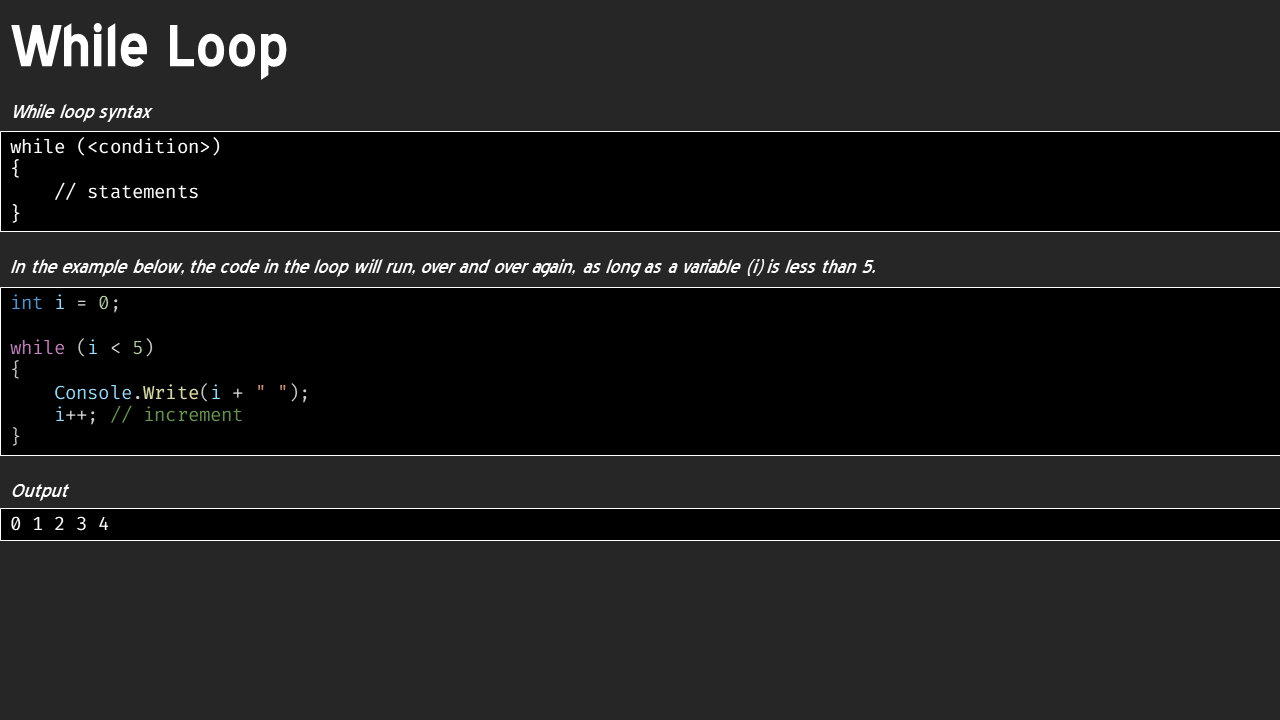 While Loop
While loop syntax
while (<condition>)
{
    // statements
}
In the example below, the code in the loop will run, over and over again, as long as a variable (i) is less than 5.
int i = 0;
while (i < 5)
{
    Console.Write(i + " ");
    i++; // increment
}
Output
0 1 2 3 4